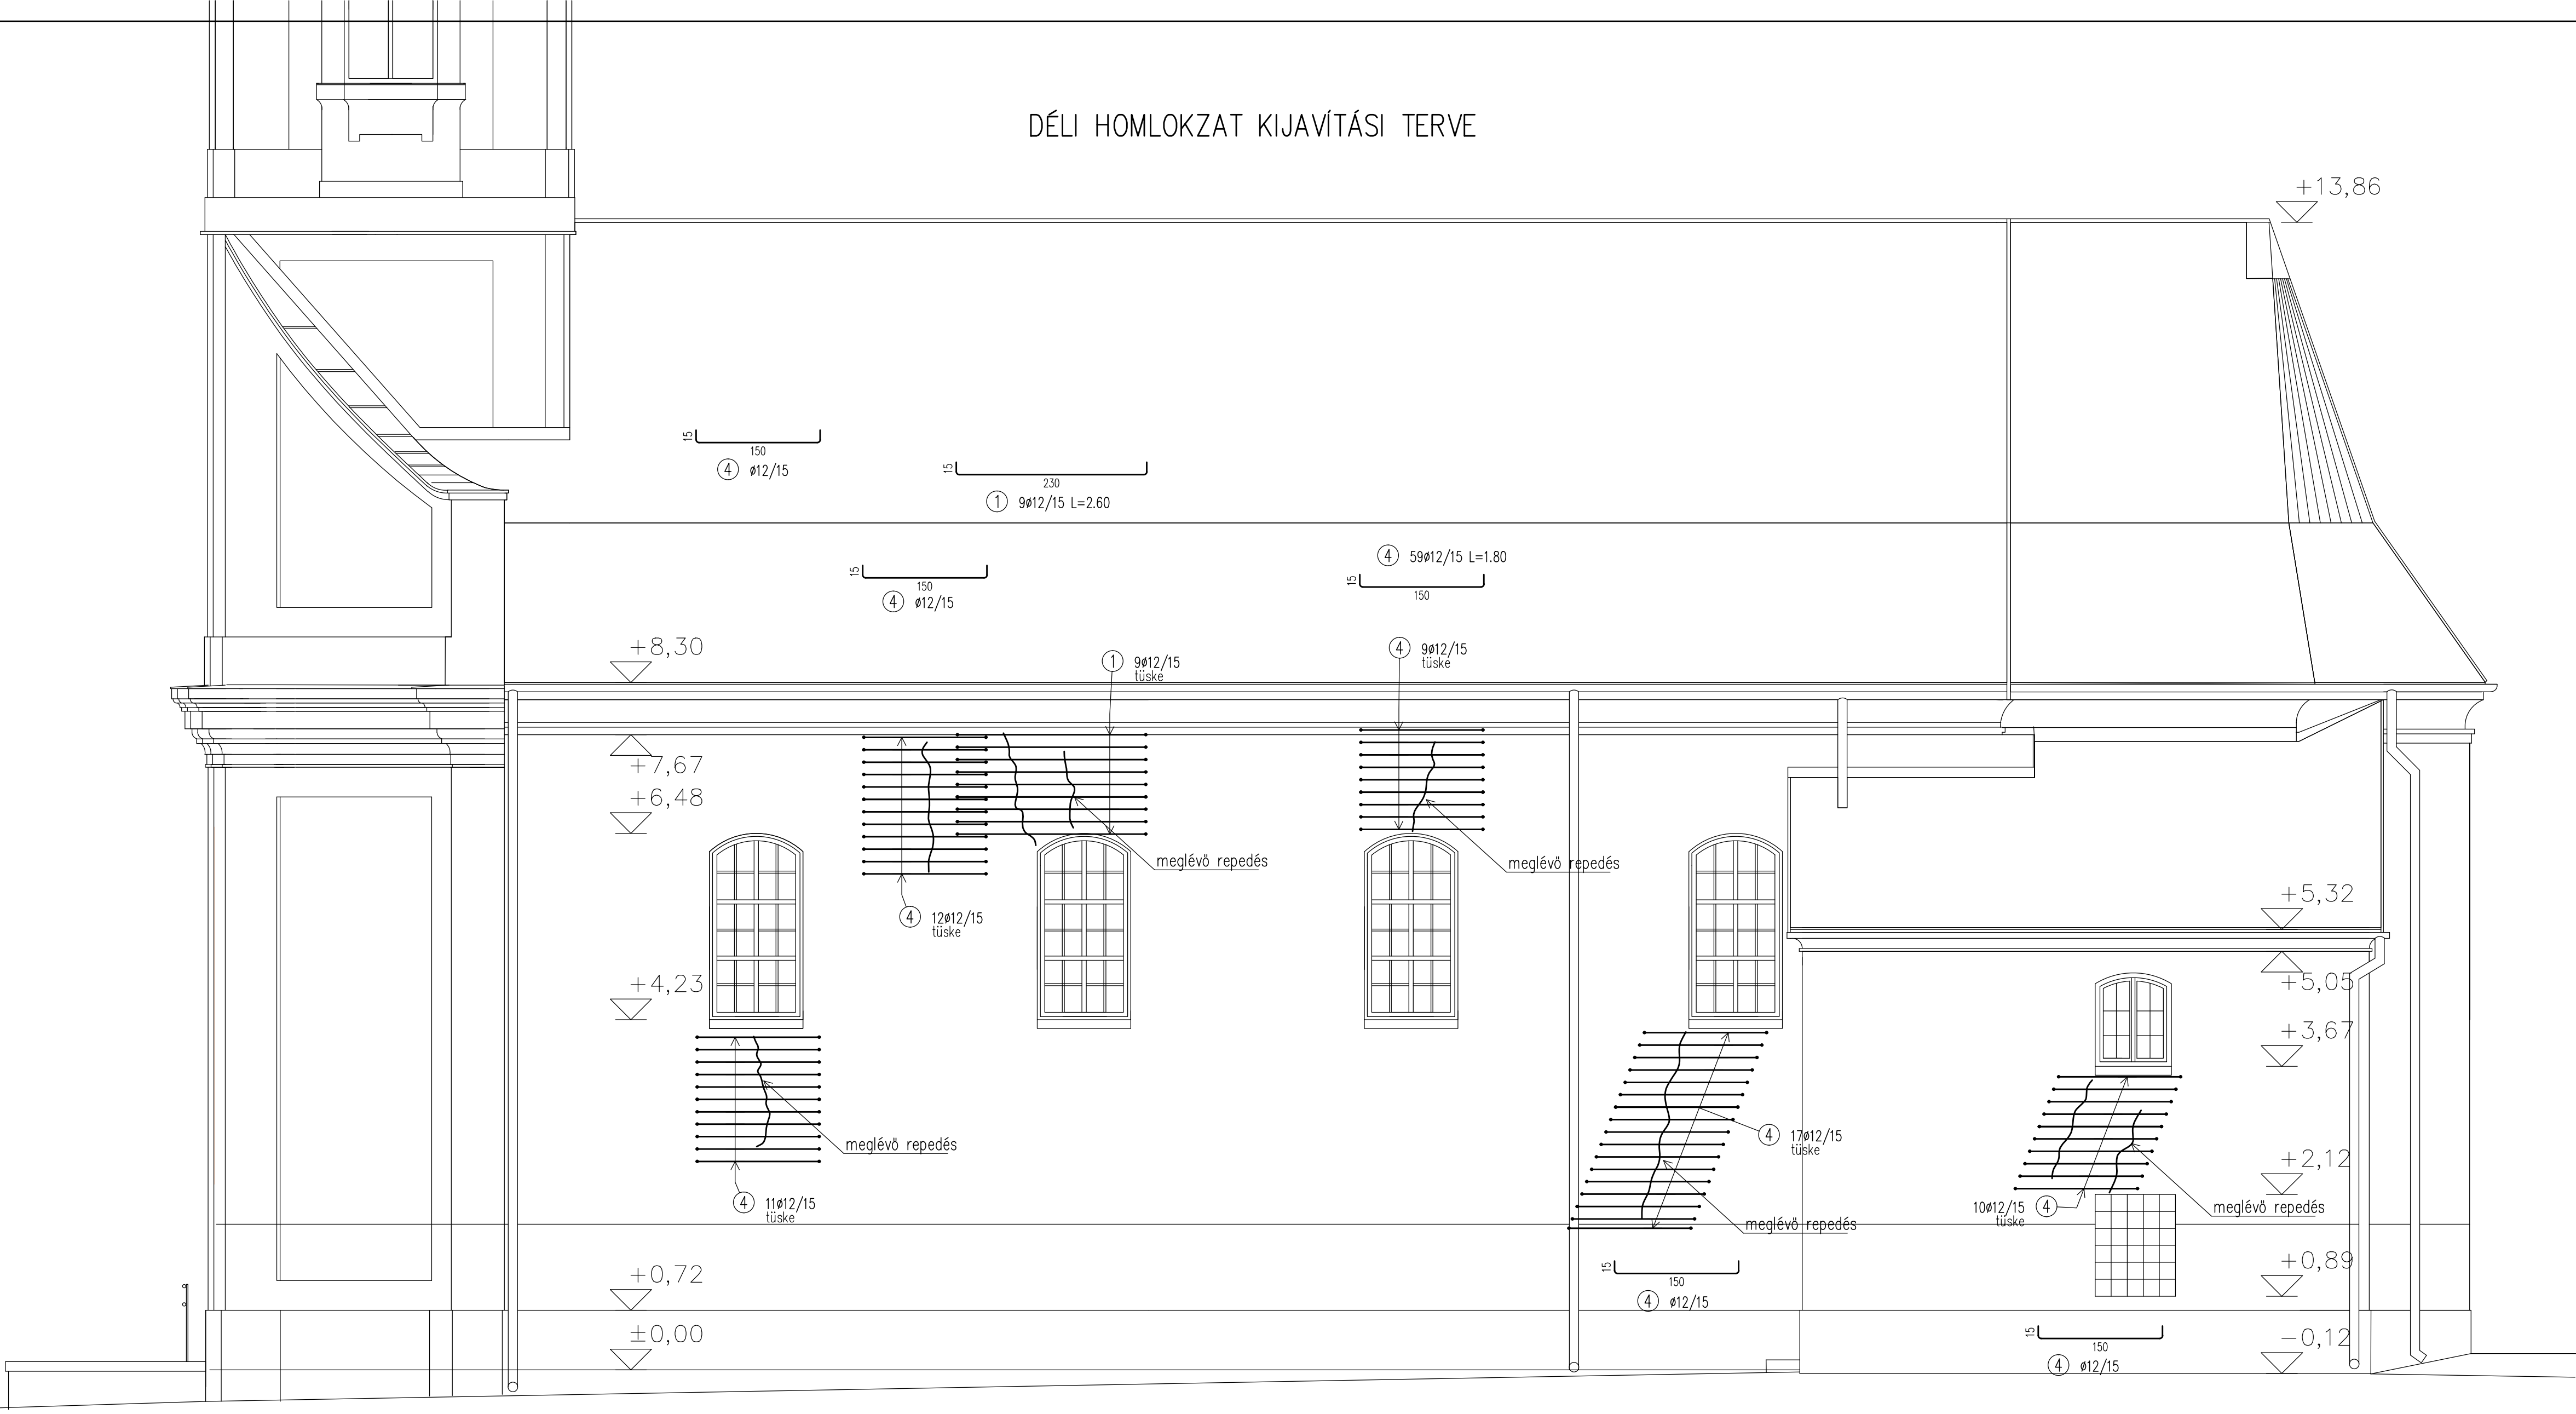 DÉLI HOMLOKZAT KIJAVÍTÁSI TERVE
+13,86
15
150
4 ø12/15
15
230
1 9ø12/15 L=2.60
4 59ø12/15 L=1.80
15
150
15
150
4 ø12/15
+8,30
1 9ø12/15
tüske
4 9ø12/15
tüske
+7,67
+6,48
meglévő repedés
meglévő repedés
4 12ø12/15
tüske
+5,32
+4,23
+5,05
+3,67
4 17ø12/15
tüske
meglévő repedés
+2,12
4 11ø12/15
tüske
10ø12/15 4
tüske
meglévő repedés
meglévő repedés
15
150
4 ø12/15
+0,72
+0,89
±0,00
15
150
4 ø12/15
−0,12